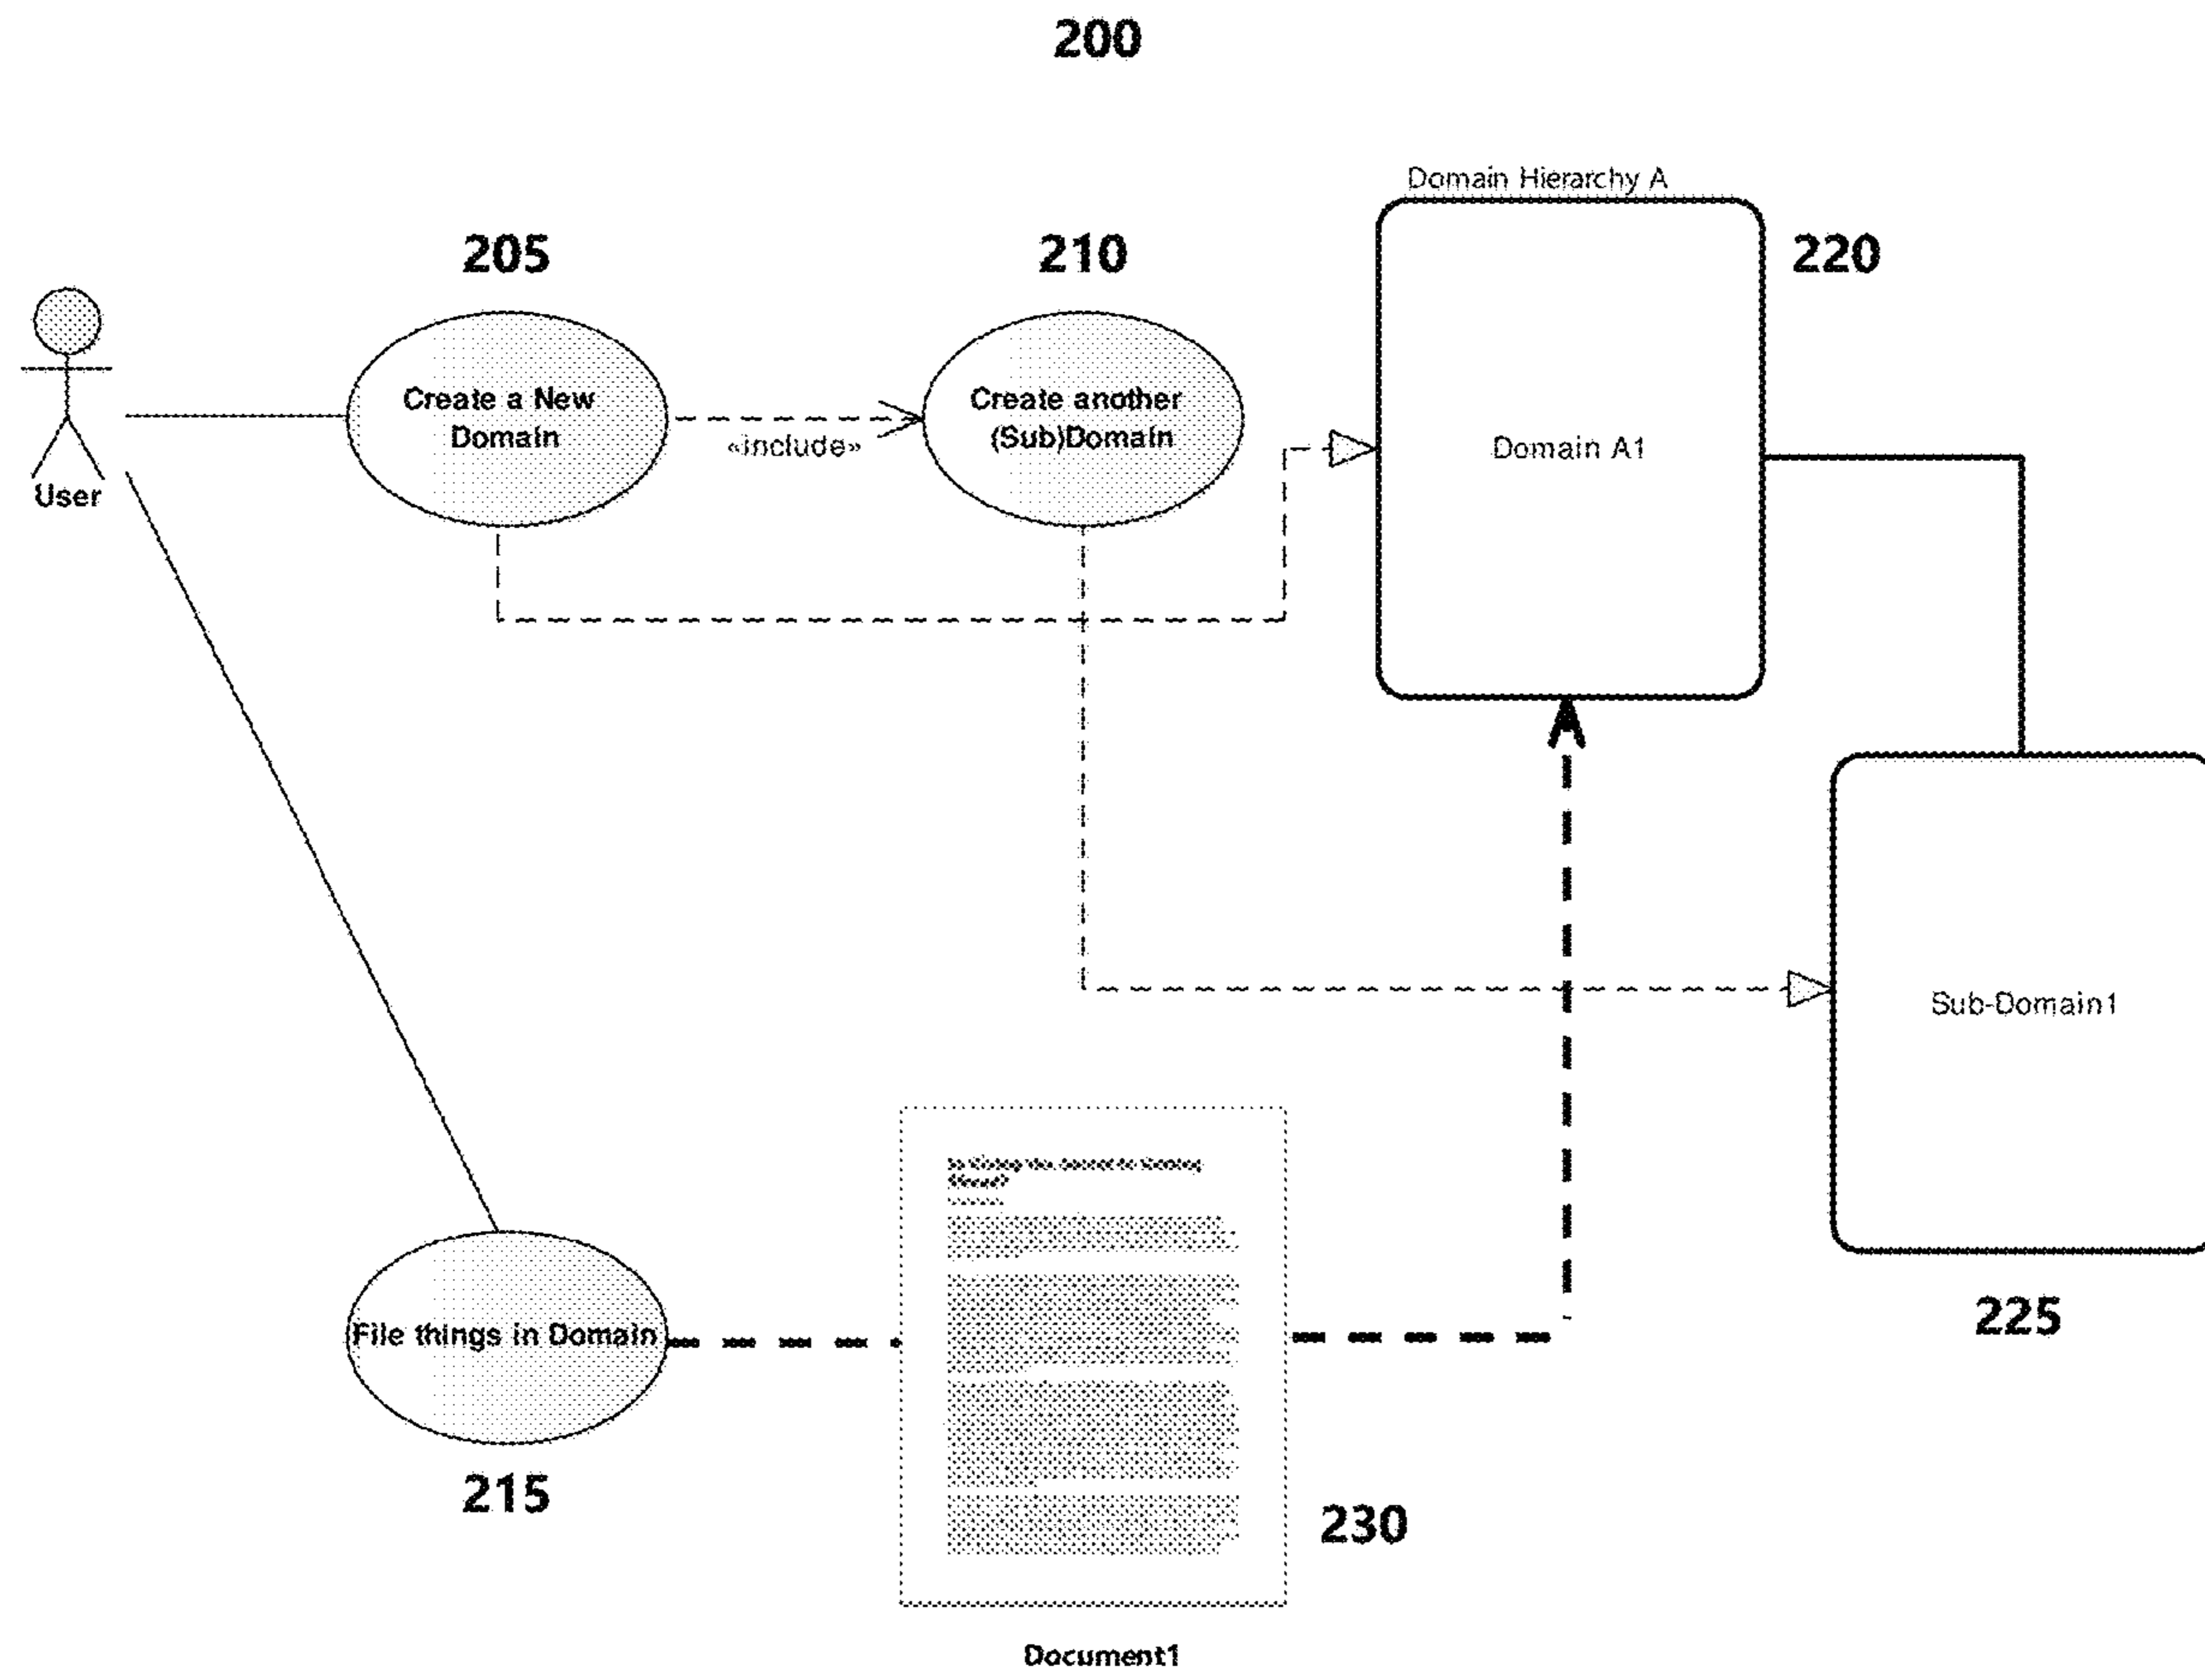 200
Domain Hierarchy A
205
210
220
Create a New
Domain
«include»
Create another
(Sub)Domain
Domain A1
User
Sub-Domain1
File things in Domain
225
215
230
Document1